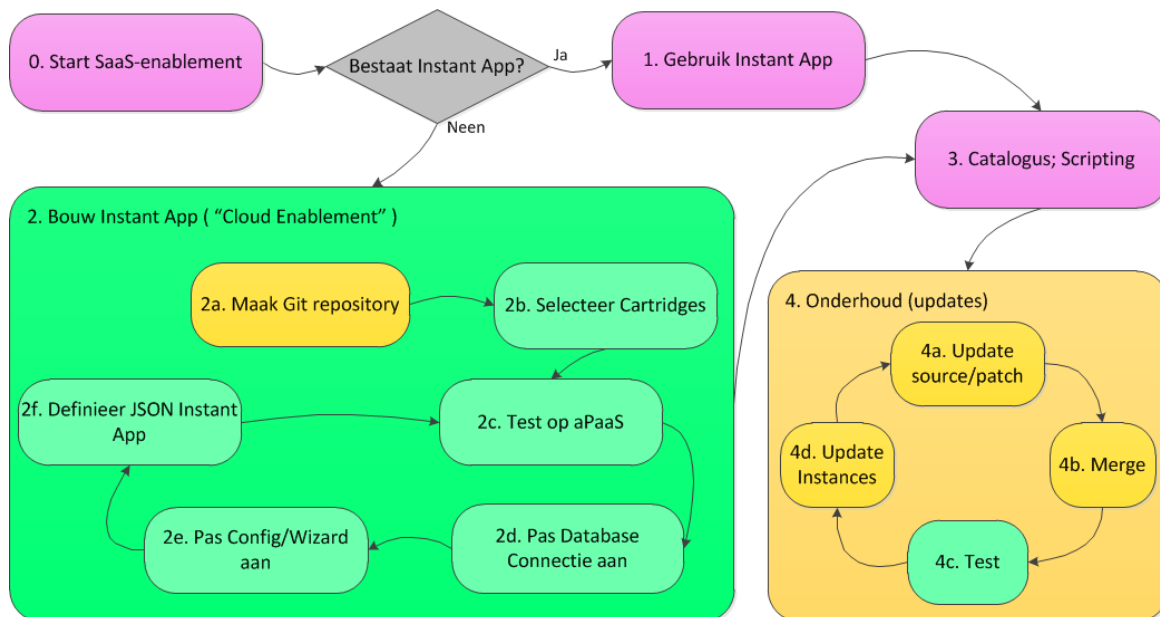 0. Start SaaS-enablement
Bestaat Instant App?
Ja
1. Gebruik Instant App
Neen
3. Catalogus; Scripting
2. Bouw Instant App ( “Cloud Enablement” )
2a. Maak Git repository
2b. Selecteer Cartridges
2f. Definieer JSON Instant
App
2c. Test op aPaaS
2e. Pas Config/Wizard
aan
2d. Pas Database
Connectie aan
4. Onderhoud (updates)
4a. Update
source/patch
4d. Update
Instances
4b. Merge
4c. Test